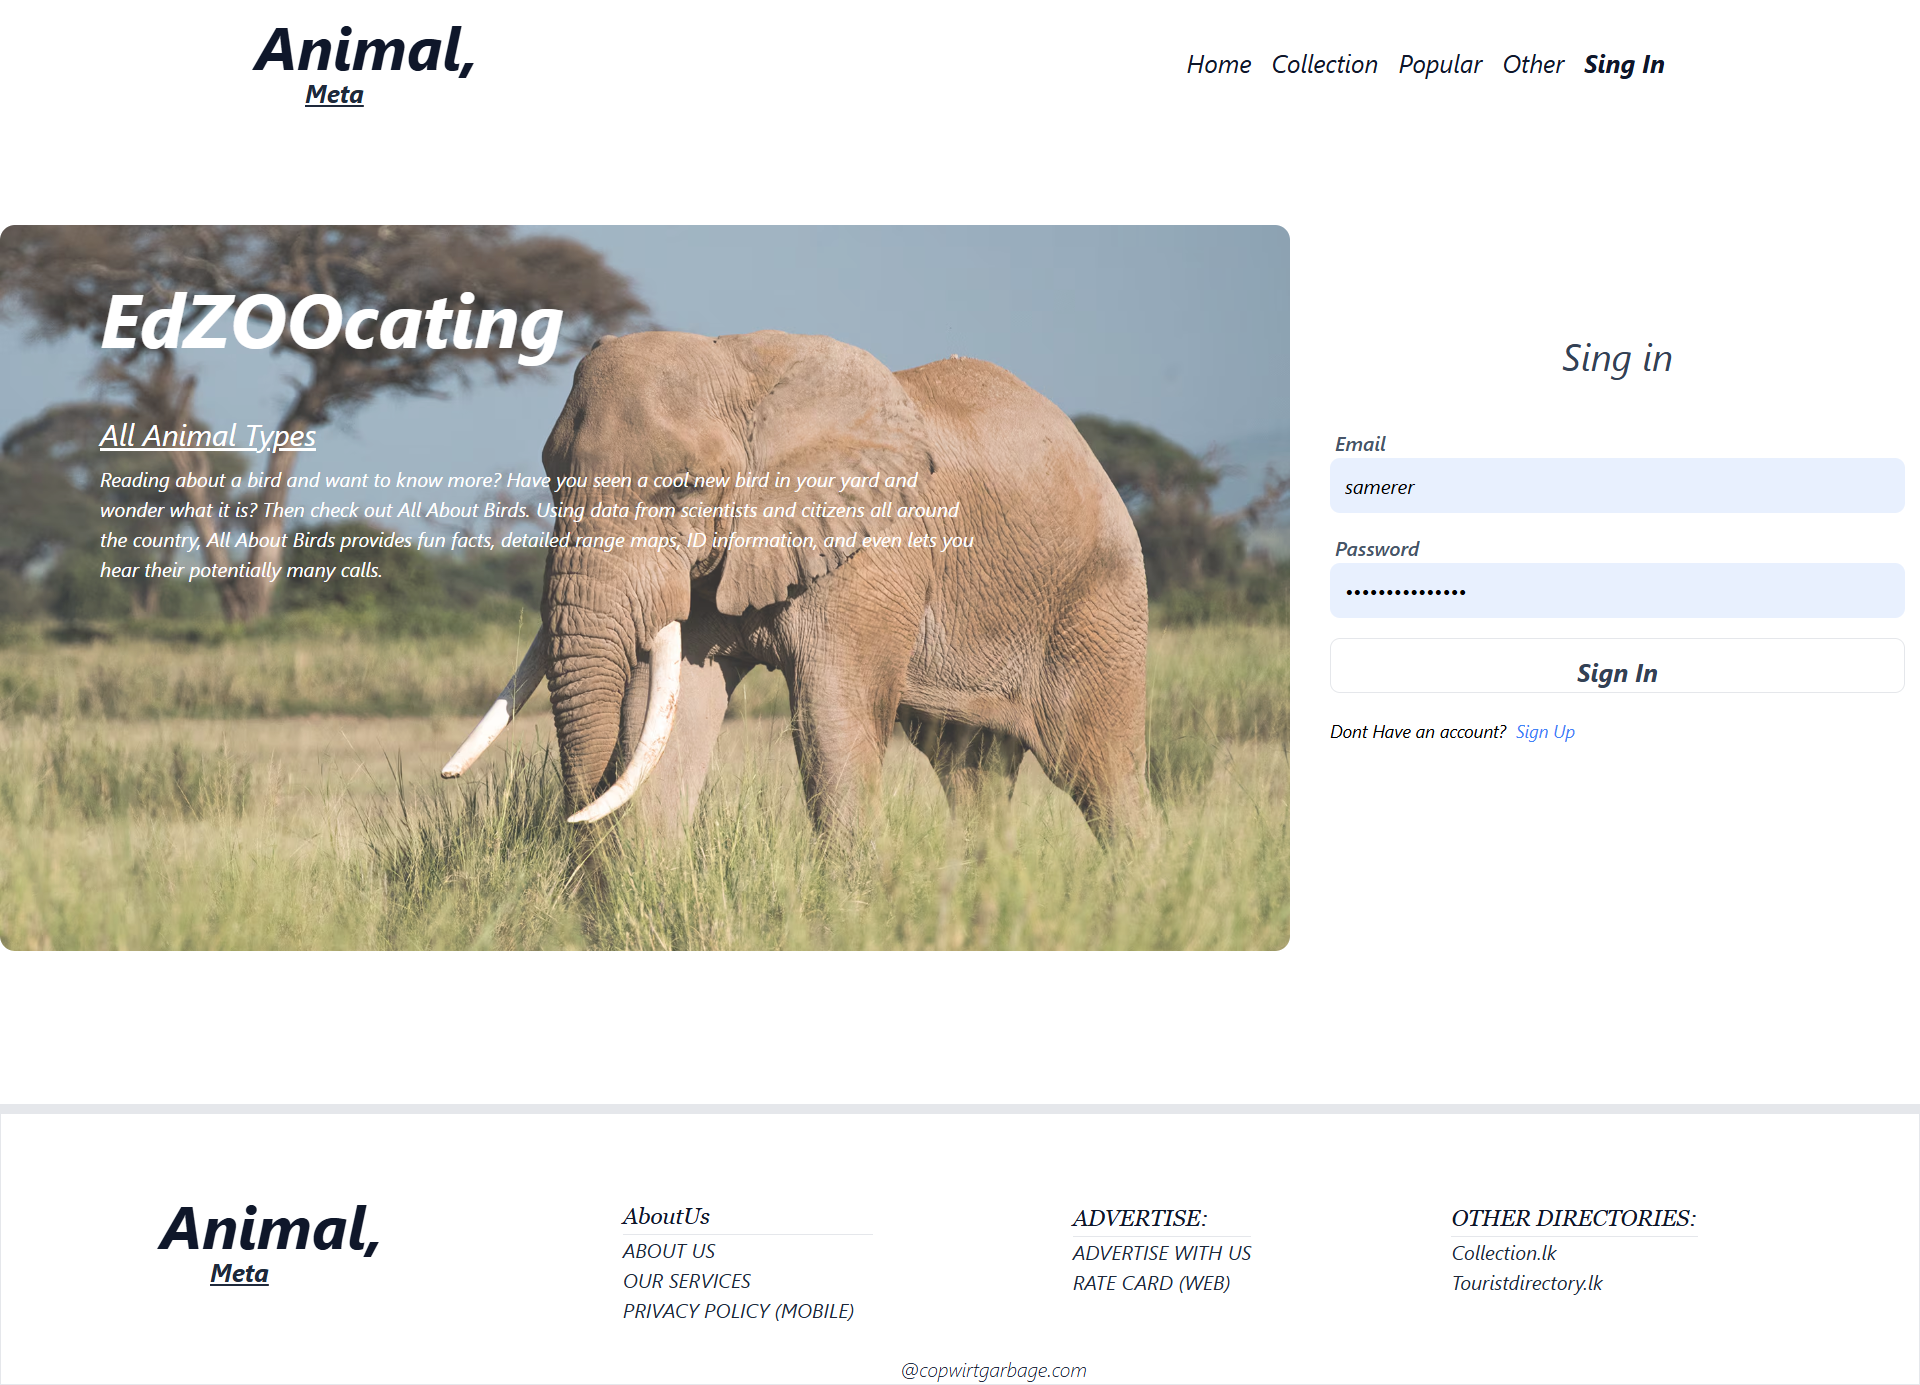 Animal,
Meta
Home Collection Popular Other Sing In
EdZOOcating
All Animal Types
Reading about a bird and want to know more? Have you seen a cool new bird in your yard and
wonder what it is? Then check out All About Birds. Using data from scientists and citizens all around
the country, All About Birds provides fun facts, detailed range maps, ID information, and even lets you
hear their potentially many calls.
Sing in
Email
samerer
Password
•••••••••••••••
Sign In
Dont Have an account? Sign Up
Animal,
Meta
AboutUs
ABOUT US
OUR SERVICES
PRIVACY POLICY (MOBILE)
ADVERTISE:
ADVERTISE WITH US
RATE CARD (WEB)
OTHER DIRECTORIES:
Collection.lk
Touristdirectory.lk
@copwirtgarbage.com